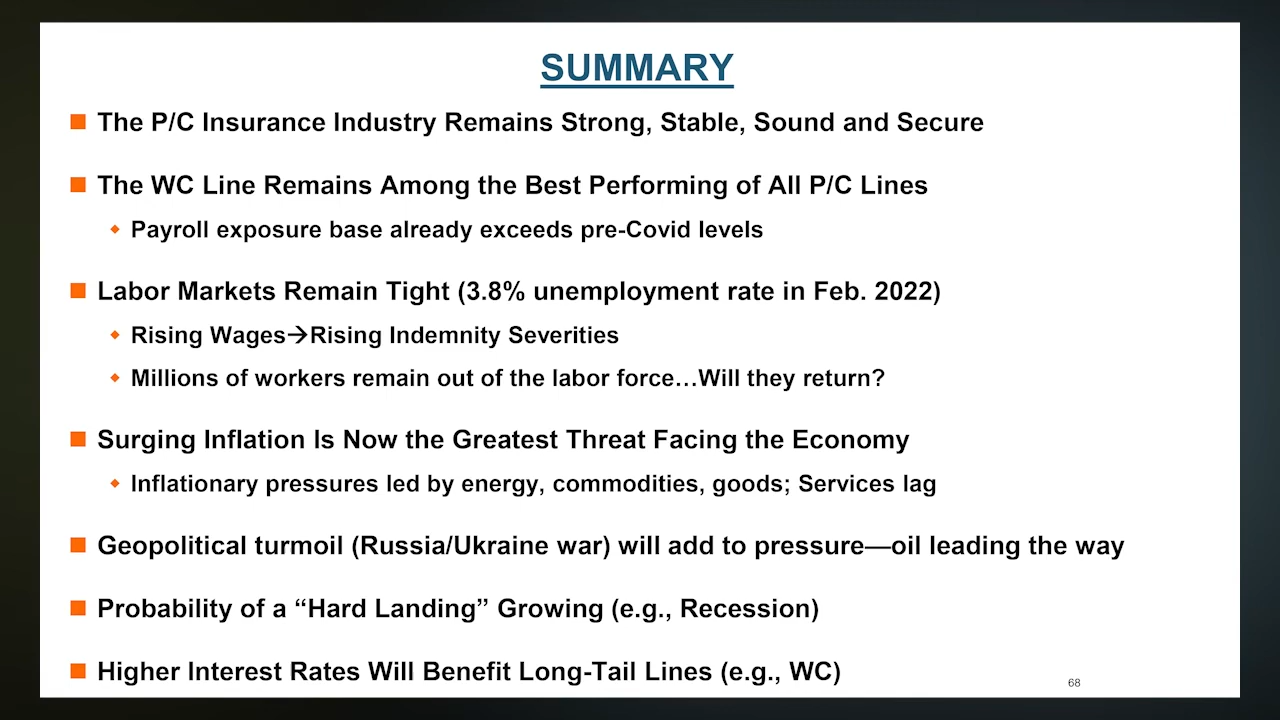 SUMMARY
The P/C Insurance Industry Remains Strong, Stable, Sound and Secure
The WC Line Remains Among the Best Performing of All P/C Lines
Payroll exposure base already exceeds pre-Covid levels
Labor Markets Remain Tight (3.8% unemployment rate in Feb. 2022)
Rising Wages→Rising Indemnity Severities
Millions of workers remain out of the labor force…Will they return?
Surging Inflation Is Now the Greatest Threat Facing the Economy
Inflationary pressures led by energy, commodities, goods; Services lag
Geopolitical turmoil (Russia/Ukraine war) will add to pressure—oil leading the way
Probability of a “Hard Landing” Growing (e.g., Recession)
Higher Interest Rates Will Benefit Long-Tail Lines (e.g., WC)
68